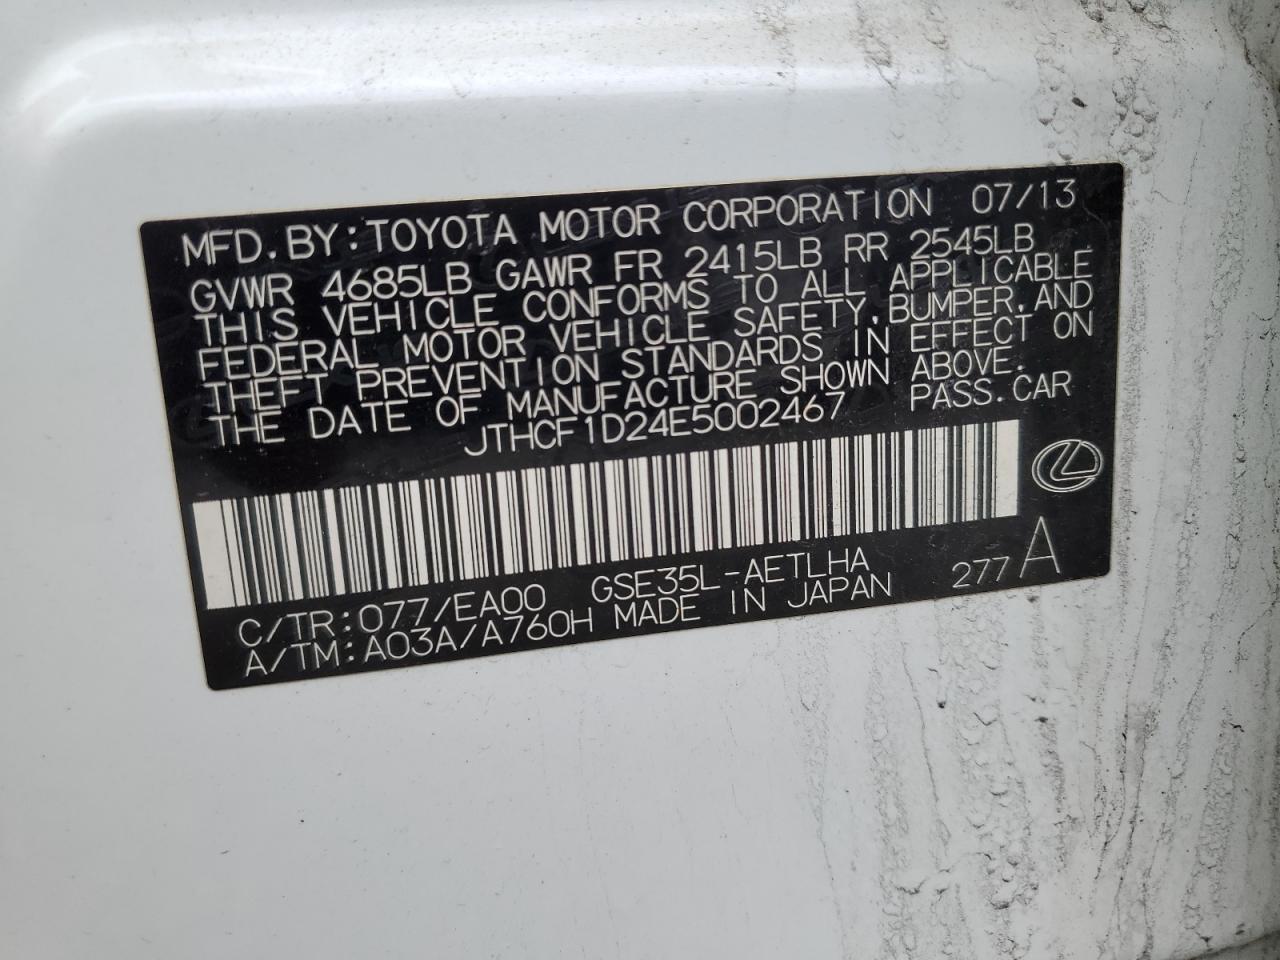 MFD. BY: TOYOTA MOTOR CORPORATION 07/13
GVWR 4685LB GAWR FR 2415LB RR 2545LB
THIS VEHICLE CONFORMS TO ALL APPLICABLE
FEDERAL MOTOR VEHICLE SAFETY, BUMPER, AND
THEFT PREVENTION STANDARDS IN EFFECT ON
THE DATE OF MANUFACTURE SHOWN ABOVE.
JTHCF1D24E5002467 PASS. CAR
C/TR: 077/EA00 GSE35L-AETLHA 277 A
A/TM: A03A/A760H MADE IN JAPAN